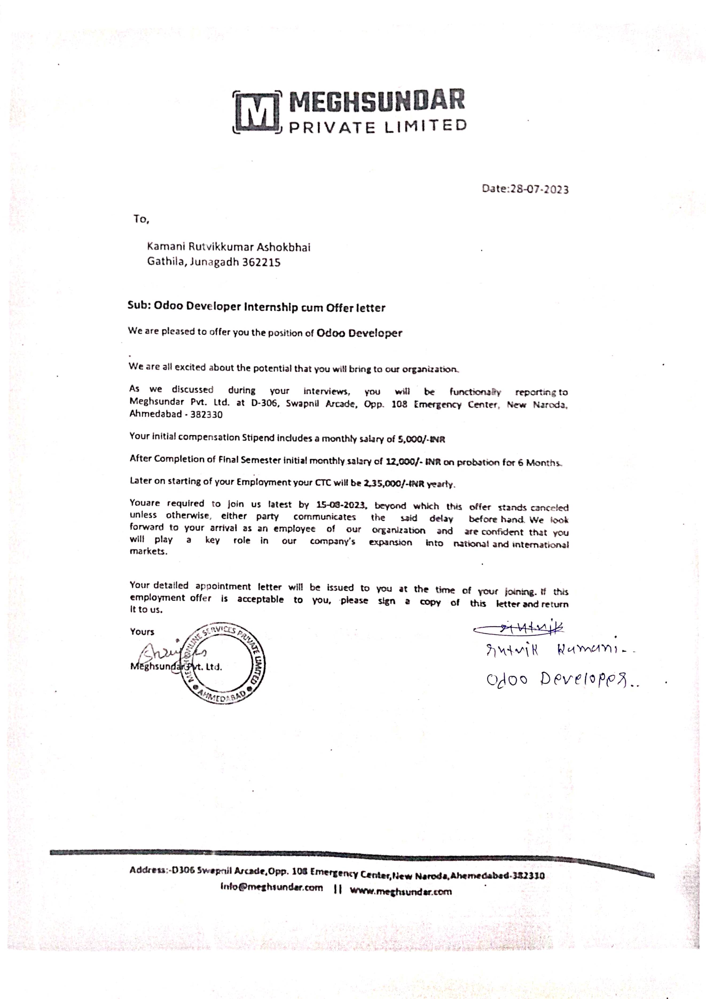 M MEGHSUNDAR
PRIVATE LIMITED
Date:28-07-2023
To,
Kamani Rutvikkumar Ashokbhai
Gathila, Junagadh 362215
Sub: Odoo Developer Internship cum Offer letter
We are pleased to offer you the position of Odoo Developer
We are all excited about the potential that you will bring to our organization.
As we discussed during your interviews, you will be functionally reporting to
Meghsundar Pvt. Ltd. at D-306, Swapnil Arcade, Opp. 108 Emergency Center, New Naroda,
Ahmedabad - 382330
Your initial compensation Stipend includes a monthly salary of 5,000/-INR
After Completion of Final Semester initial monthly salary of 12,000/- INR on probation for 6 Months.
Later on starting of your Employment your CTC will be 2,35,000/-INR yearly.
Youare required to join us latest by 15-08-2023, beyond which this offer stands canceled
unless otherwise, either party communicates the said delay before hand. We look
forward to your arrival as an employee of our organization and are confident that you
will play a key role in our company's expansion into national and international
markets.
Your detailed appointment letter will be issued to you at the time of your joining. If this
employment offer is acceptable to you, please sign a copy of this letter and return
it to us.
Yours
Meghsundar Pvt. Ltd.
MEGH ONLINE SERVICES PRIVATE LIMITED
AHMEDABAD
Rutvik
Rutvik Kamani..
Odoo Developer..
Address:-D306 Swapnil Arcade,Opp. 108 Emergency Center,New Naroda,Ahemedabad-382330
info@meghsundar.com || www.meghsundar.com